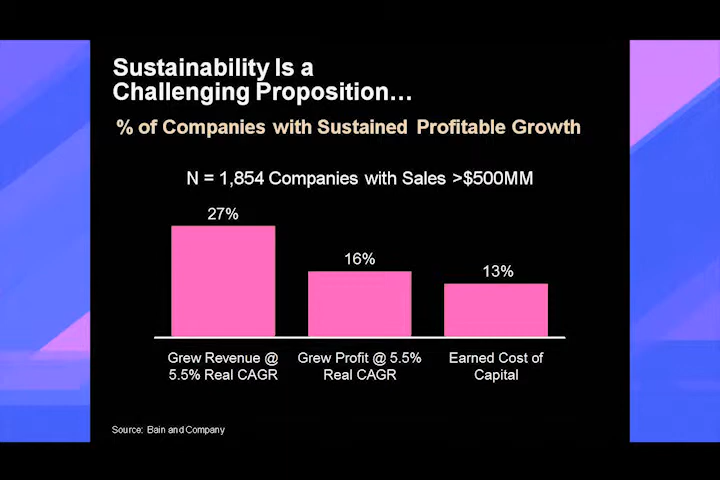 Sustainability Is a
Challenging Proposition…
% of Companies with Sustained Profitable Growth
N = 1,854 Companies with Sales >$500MM
27%
16%
13%
Grew Revenue @
5.5% Real CAGR
Grew Profit @ 5.5%
Real CAGR
Earned Cost of
Capital
Source: Bain and Company